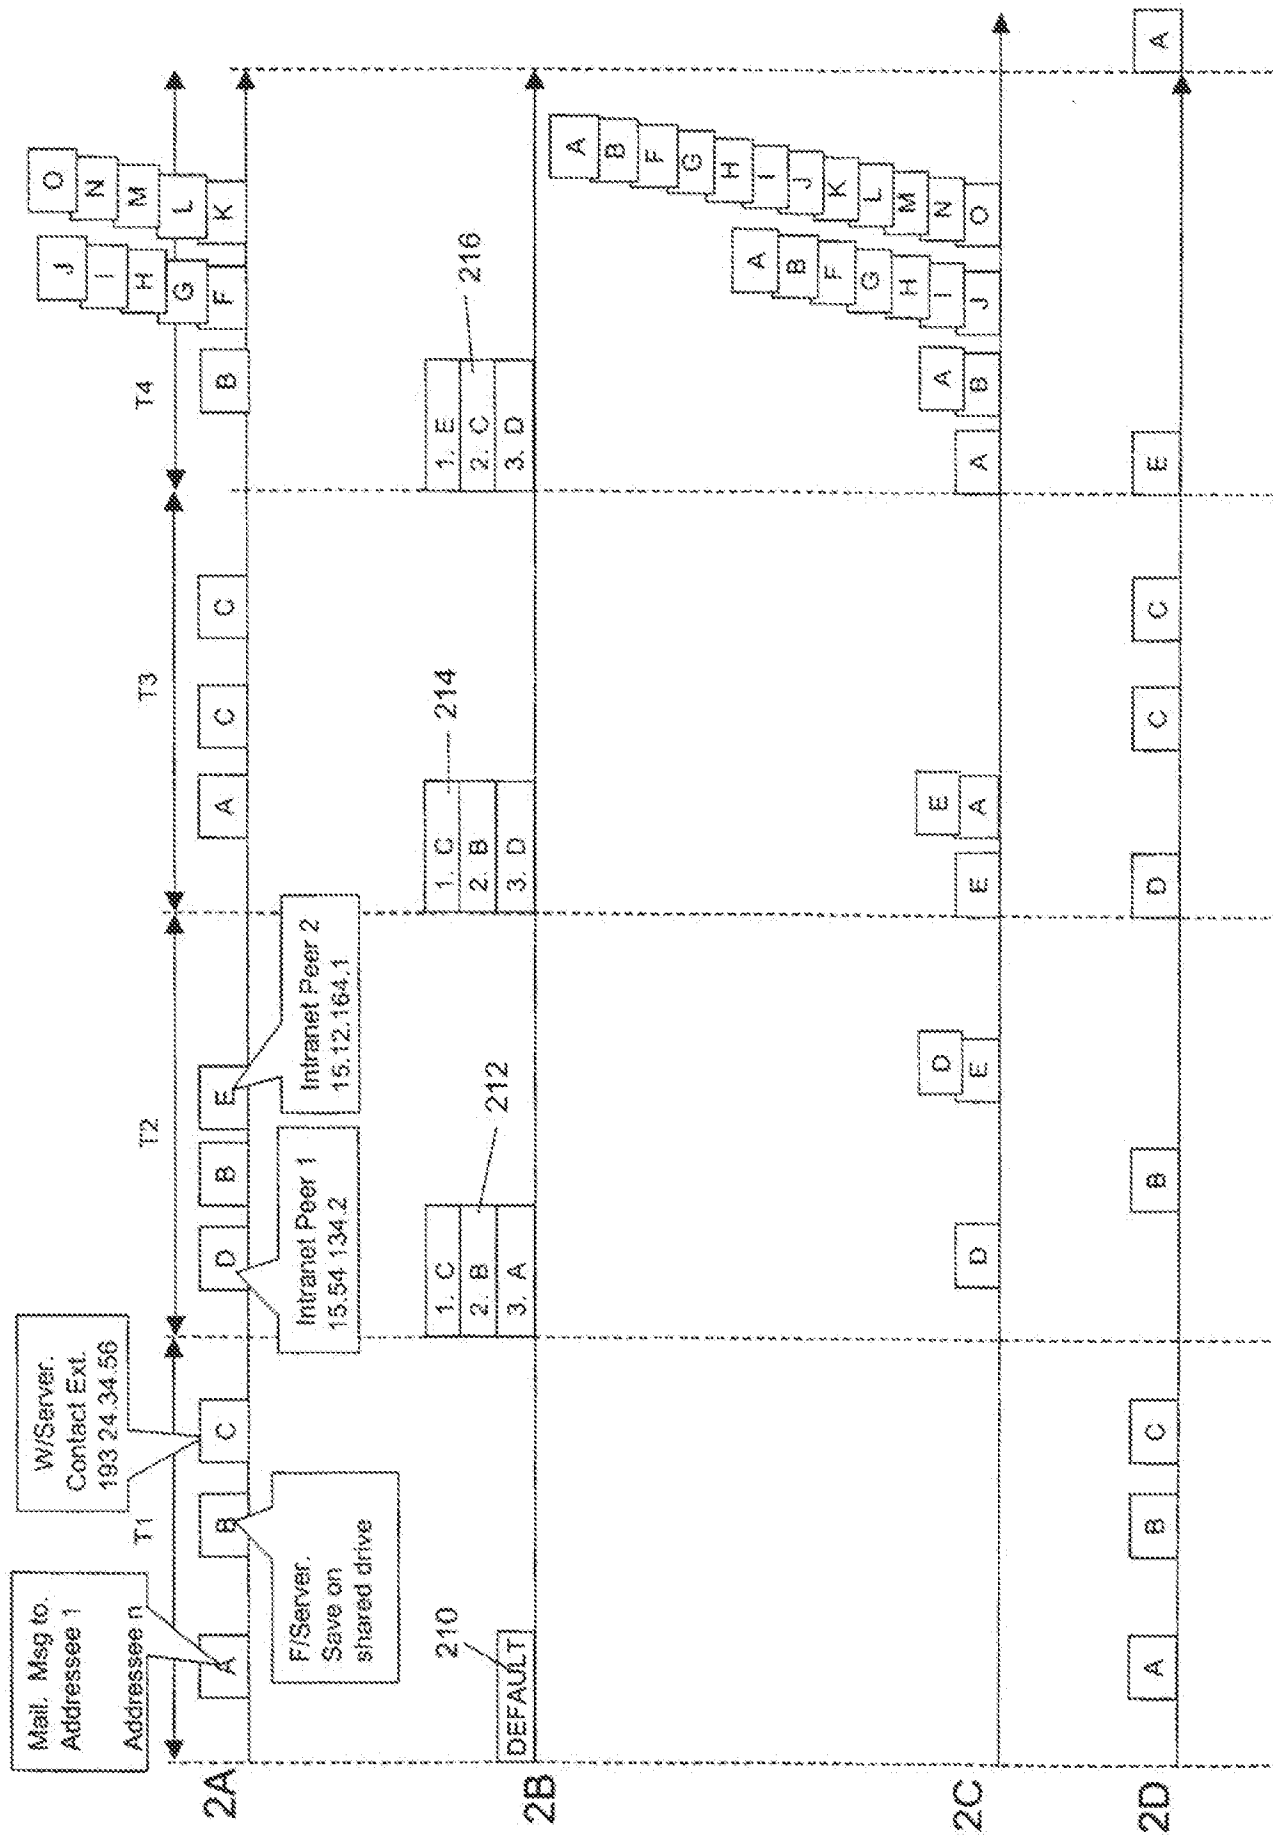 Mail. Msg to.
Addressee 1
Addressee n
W/Server.
Contact Ext.
193 24.34.56
T1
T2
T3
T4
2A
A
B
C
D
B
E
A
C
C
B
F
G
H
I
J
K
L
M
N
O
F/Server.
Save on
shared drive
Intranet Peer 1
15.54 134.2
Intranet Peer 2
15.12.164.1
2B
210
DEFAULT
212
1. C
2. B
3. A
214
1. C
2. B
3. D
216
1. E
2. C
3. D
2C
D
D
E
E
E
A
A
A
B
A
B
F
G
H
I
J
A
B
F
G
H
I
J
K
L
M
N
O
2D
A
B
C
B
D
C
C
E
A